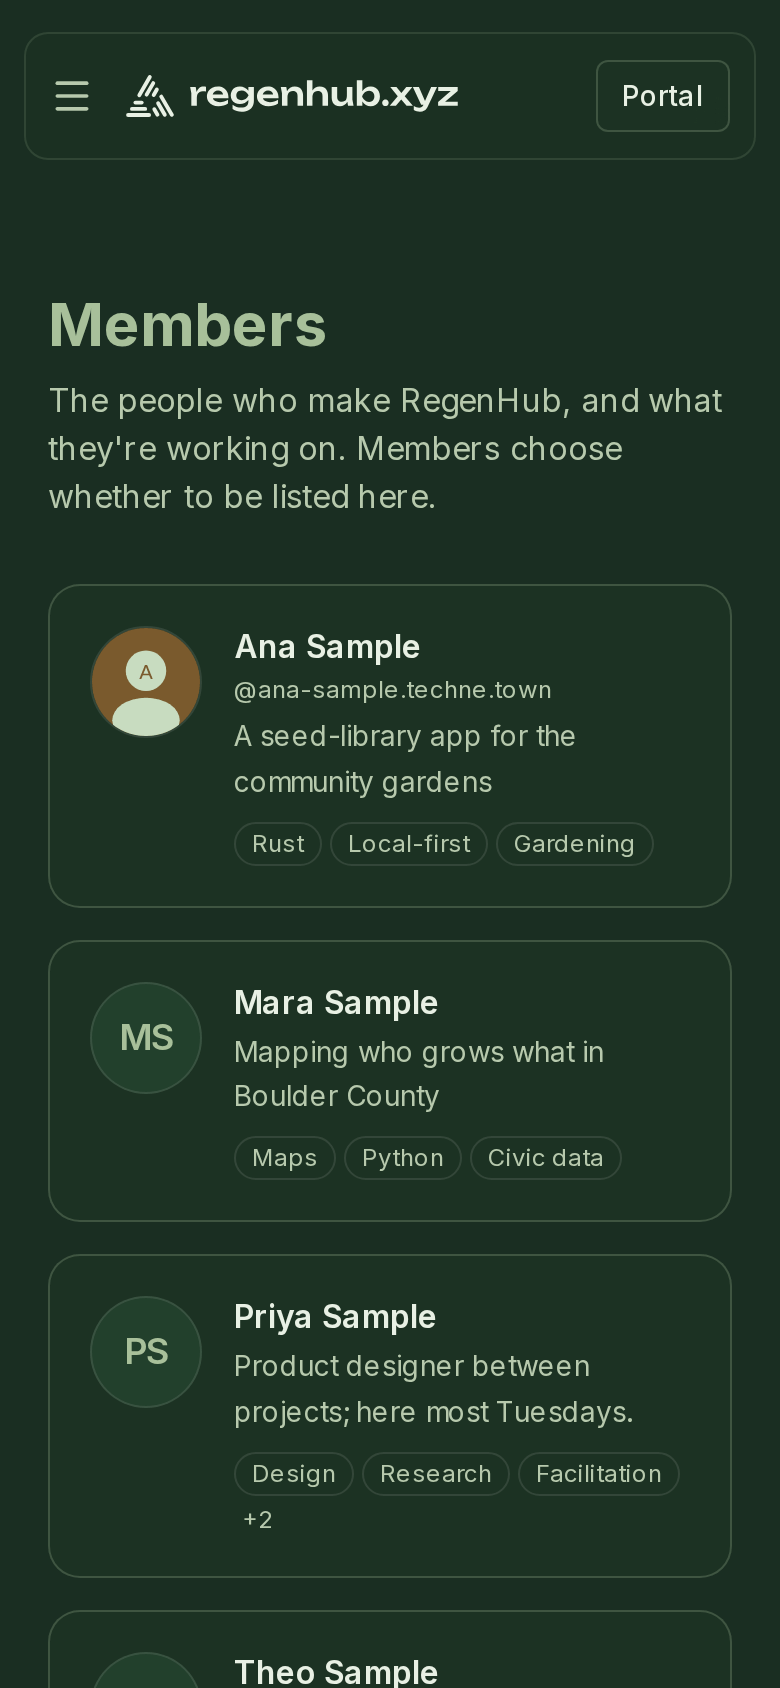 regenhub.xyz
Portal
Members
The people who make RegenHub, and what
they're working on. Members choose
whether to be listed here.
A
Ana Sample
@ana-sample.techne.town
A seed-library app for the
community gardens
Rust Local-first Gardening
MS
Mara Sample
Mapping who grows what in
Boulder County
Maps Python Civic data
PS
Priya Sample
Product designer between
projects; here most Tuesdays.
Design Research Facilitation
+2
Theo Sample